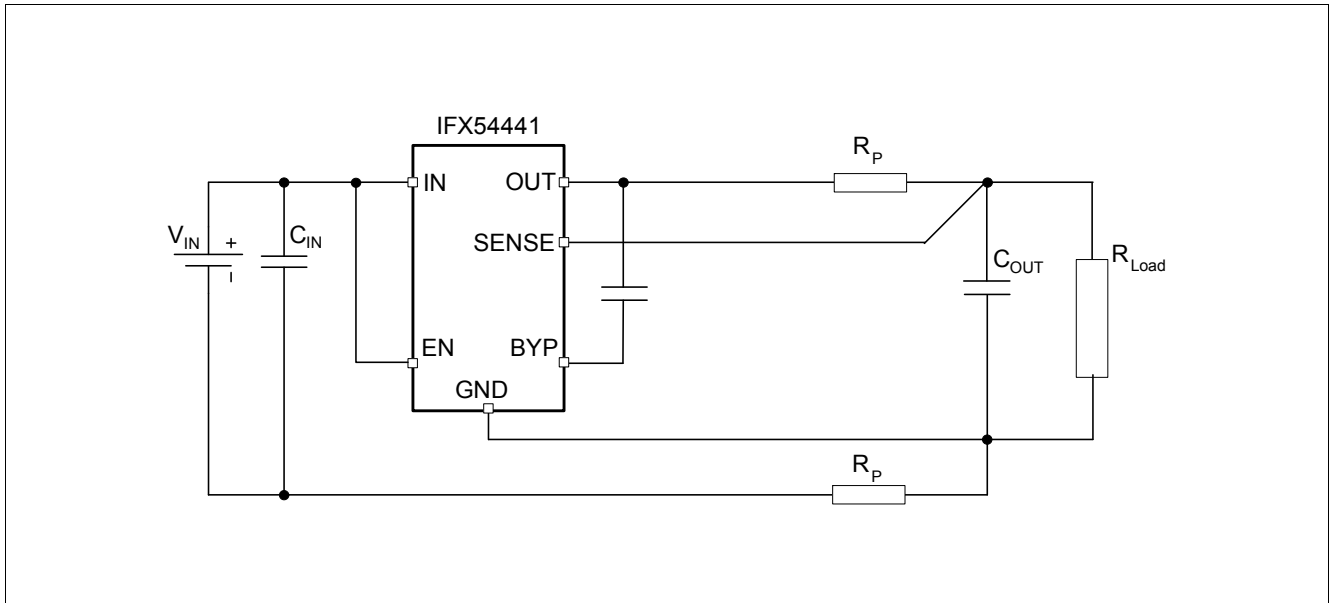 IFX54441
IN
OUT
R_P
V_IN
+
-
C_IN
SENSE
C_OUT
R_Load
EN
BYP
GND
R_P